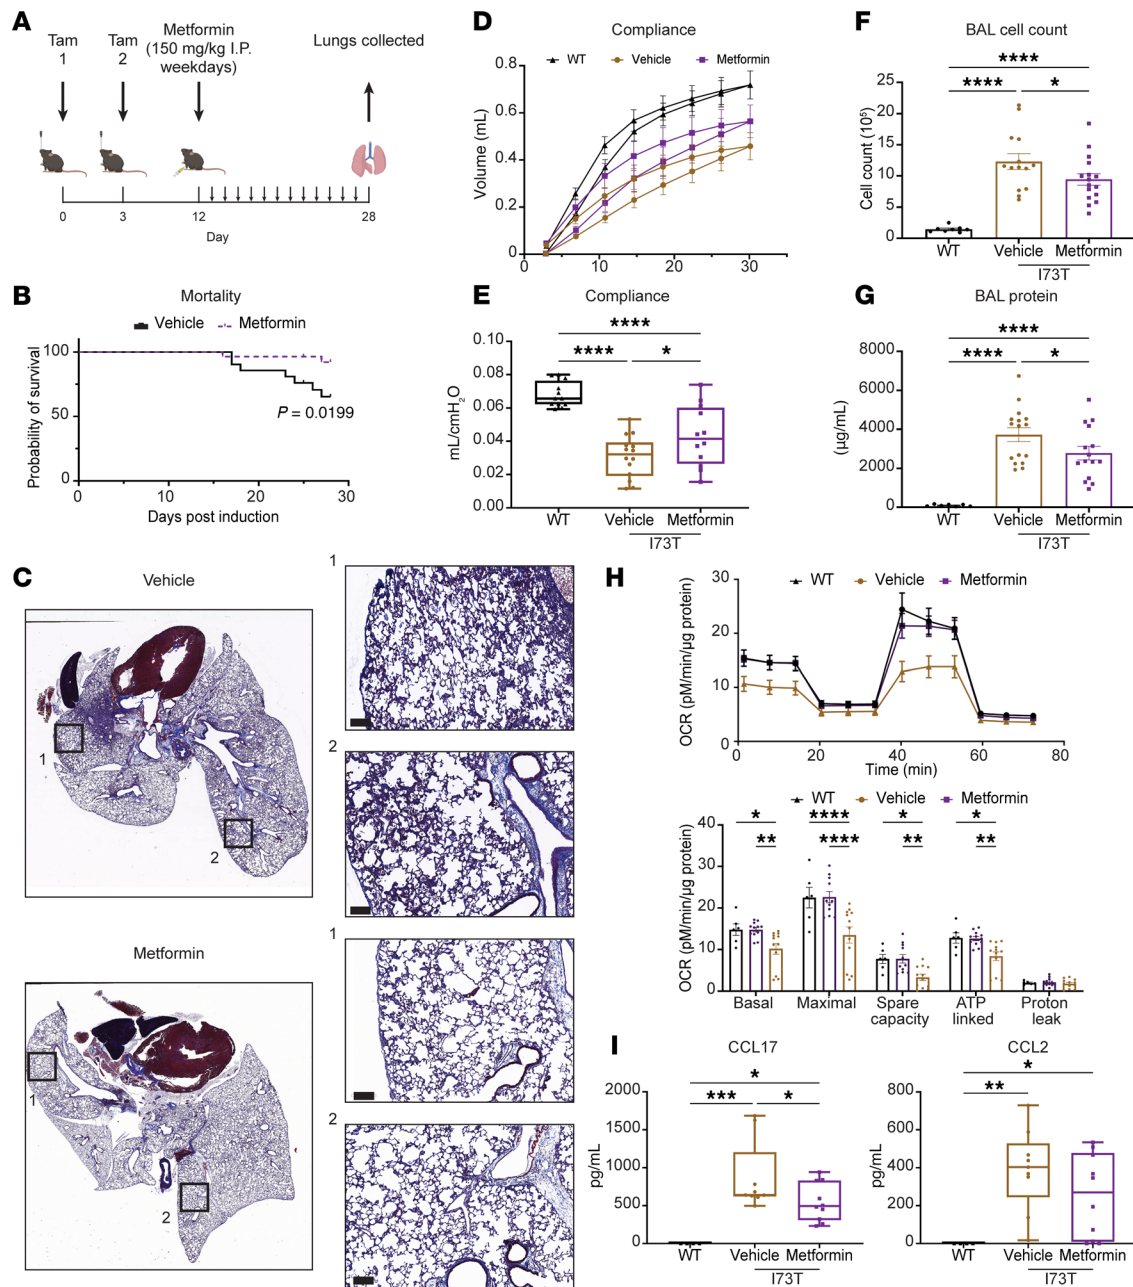 A
Tam
1
Tam
2
Metformin
(150 mg/kg I.P.
weekdays)
Lungs collected
0
3
12
28
Day
B
Mortality
Vehicle
Metformin
Probability of survival
100
50
0
P = 0.0199
0
10
20
30
Days post induction
C
Vehicle
1
2
1
2
Metformin
1
2
1
2
D
Compliance
WT
Vehicle
Metformin
Volume (mL)
0.8
0.6
0.4
0.2
0
0
10
20
30
E
Compliance
****
**** *
mL/cmH2O
0.10
0.08
0.06
0.04
0.02
0.00
WT
Vehicle
Metformin
I73T
F
BAL cell count
****
**** *
Cell count (10⁵)
25
20
15
10
5
0
WT
Vehicle
Metformin
I73T
G
BAL protein
****
**** *
(µg/mL)
8000
6000
4000
2000
0
WT
Vehicle
Metformin
I73T
H
WT
Vehicle
Metformin
OCR (pM/min/µg protein)
30
20
10
0
0
20
40
60
80
Time (min)
WT
Vehicle
Metformin
OCR (pM/min/µg protein)
40
30
20
10
0
* **** * *
** **** ** **
Basal
Maximal
Spare
capacity
ATP
linked
Proton
leak
I
CCL17
*
*** *
pg/mL
2000
1500
1000
500
0
WT
Vehicle
Metformin
I73T
CCL2
*
**
pg/mL
800
600
400
200
0
WT
Vehicle
Metformin
I73T